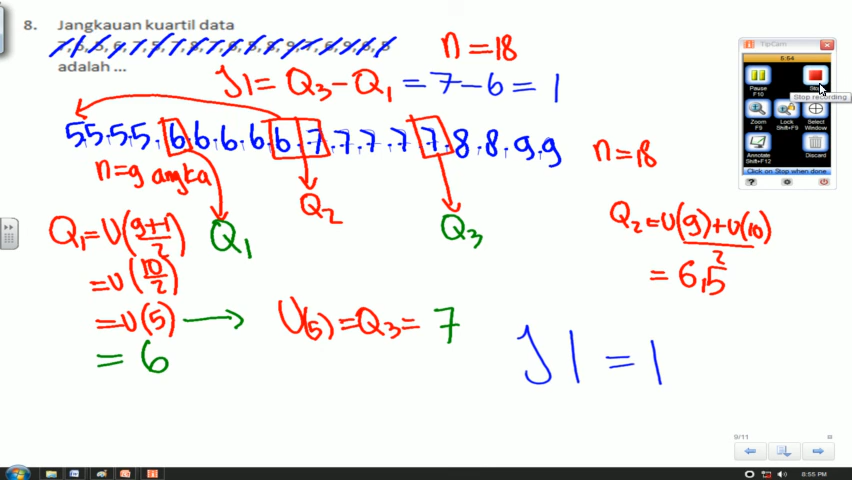 8. Jangkauan kuartil data
adalah ...
n = 18
JI = Q3 - Q1 = 7 - 6 = 1
5, 5, 5, 5, 6, 6, 6, 6, 6, 7, 7, 7, 7, 7, 8, 8, 9, 9
n = 18
n = 9 angka
Q2
Q1
Q3
Q1 = U(9+1/2)
= U(10/2)
= U(5)
= 6
U(5) = Q3 = 7
Q2 = U(9) + U(10)
2
= 6,5
JI = 1
TipCam
5:54
Pause
F10
Stop recording
Zoom
F9
Lock
Shift+F9
Select
Window
Annotate
Shift+F12
Discard
Click on Stop when done
9/11
8:55 PM